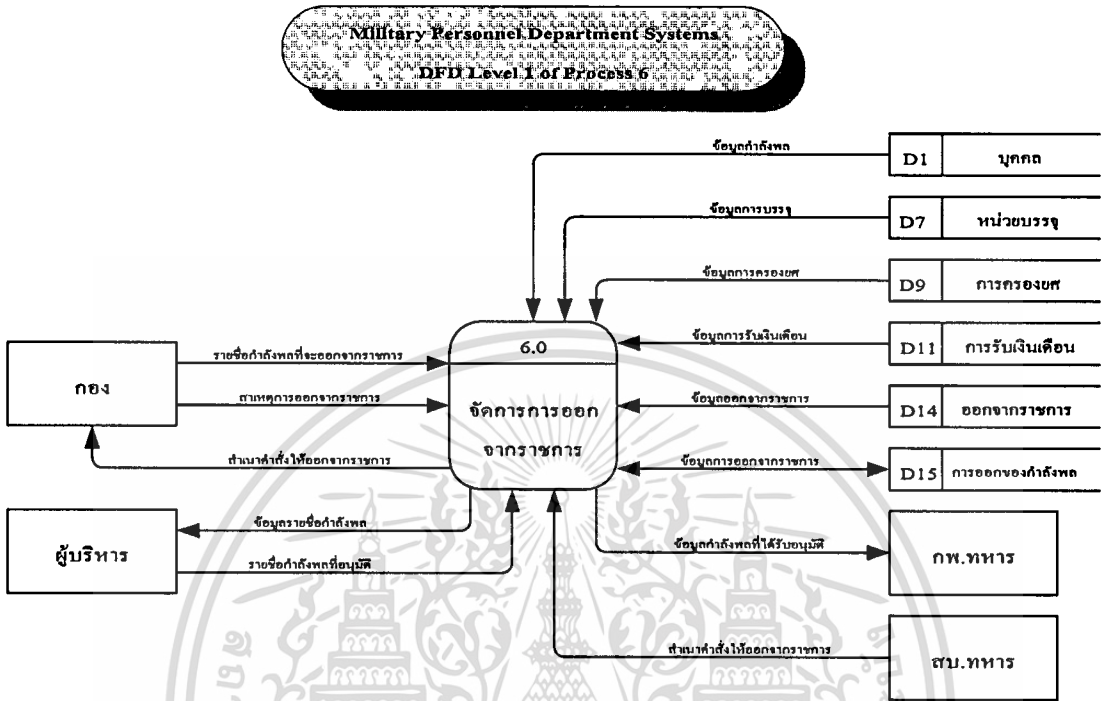 Military Personnel Department Systems
DFD Level 1 of Process 6
ข้อมูลกำลังพล
D1 บุคคล
ข้อมูลการบรรจุ
D7 หน่วยบรรจุ
ข้อมูลการครองยศ
D9 การครองยศ
6.0
จัดการการออก
จากราชการ
ข้อมูลการรับเงินเดือน
D11 การรับเงินเดือน
กอง
รายชื่อกำลังพลที่จะออกจากราชการ
สาเหตุการออกจากราชการ
สำเนาคำสั่งให้ออกจากราชการ
ข้อมูลออกจากราชการ
D14 ออกจากราชการ
ข้อมูลการออกจากราชการ
D15 การออกของกำลังพล
ผู้บริหาร
ข้อมูลรายชื่อกำลังพล
รายชื่อกำลังพลที่อนุมัติ
ข้อมูลกำลังพลที่ได้รับอนุมัติ
กพ.ทหาร
สำเนาคำสั่งให้ออกจากราชการ
สบ.ทหาร